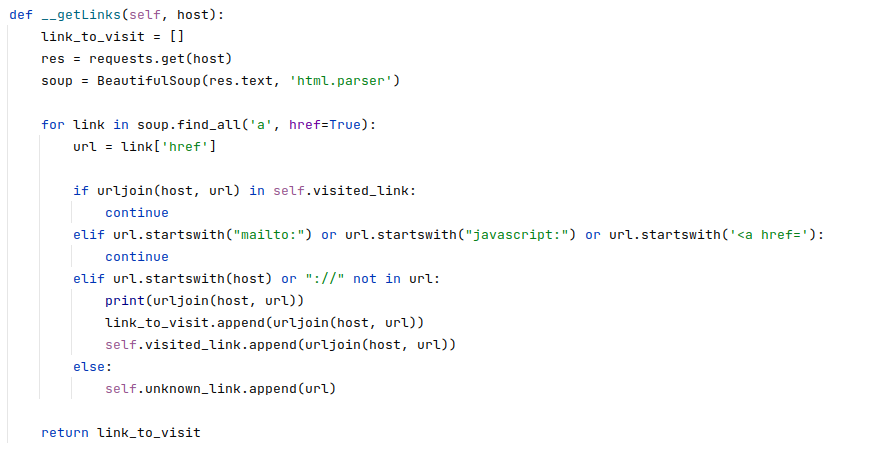 def __getLinks(self, host):
    link_to_visit = []
    res = requests.get(host)
    soup = BeautifulSoup(res.text, 'html.parser')

    for link in soup.find_all('a', href=True):
        url = link['href']

        if urljoin(host, url) in self.visited_link:
            continue
        elif url.startswith("mailto:") or url.startswith("javascript:") or url.startswith('<a href='):
            continue
        elif url.startswith(host) or "://" not in url:
            print(urljoin(host, url))
            link_to_visit.append(urljoin(host, url))
            self.visited_link.append(urljoin(host, url))
        else:
            self.unknown_link.append(url)

    return link_to_visit